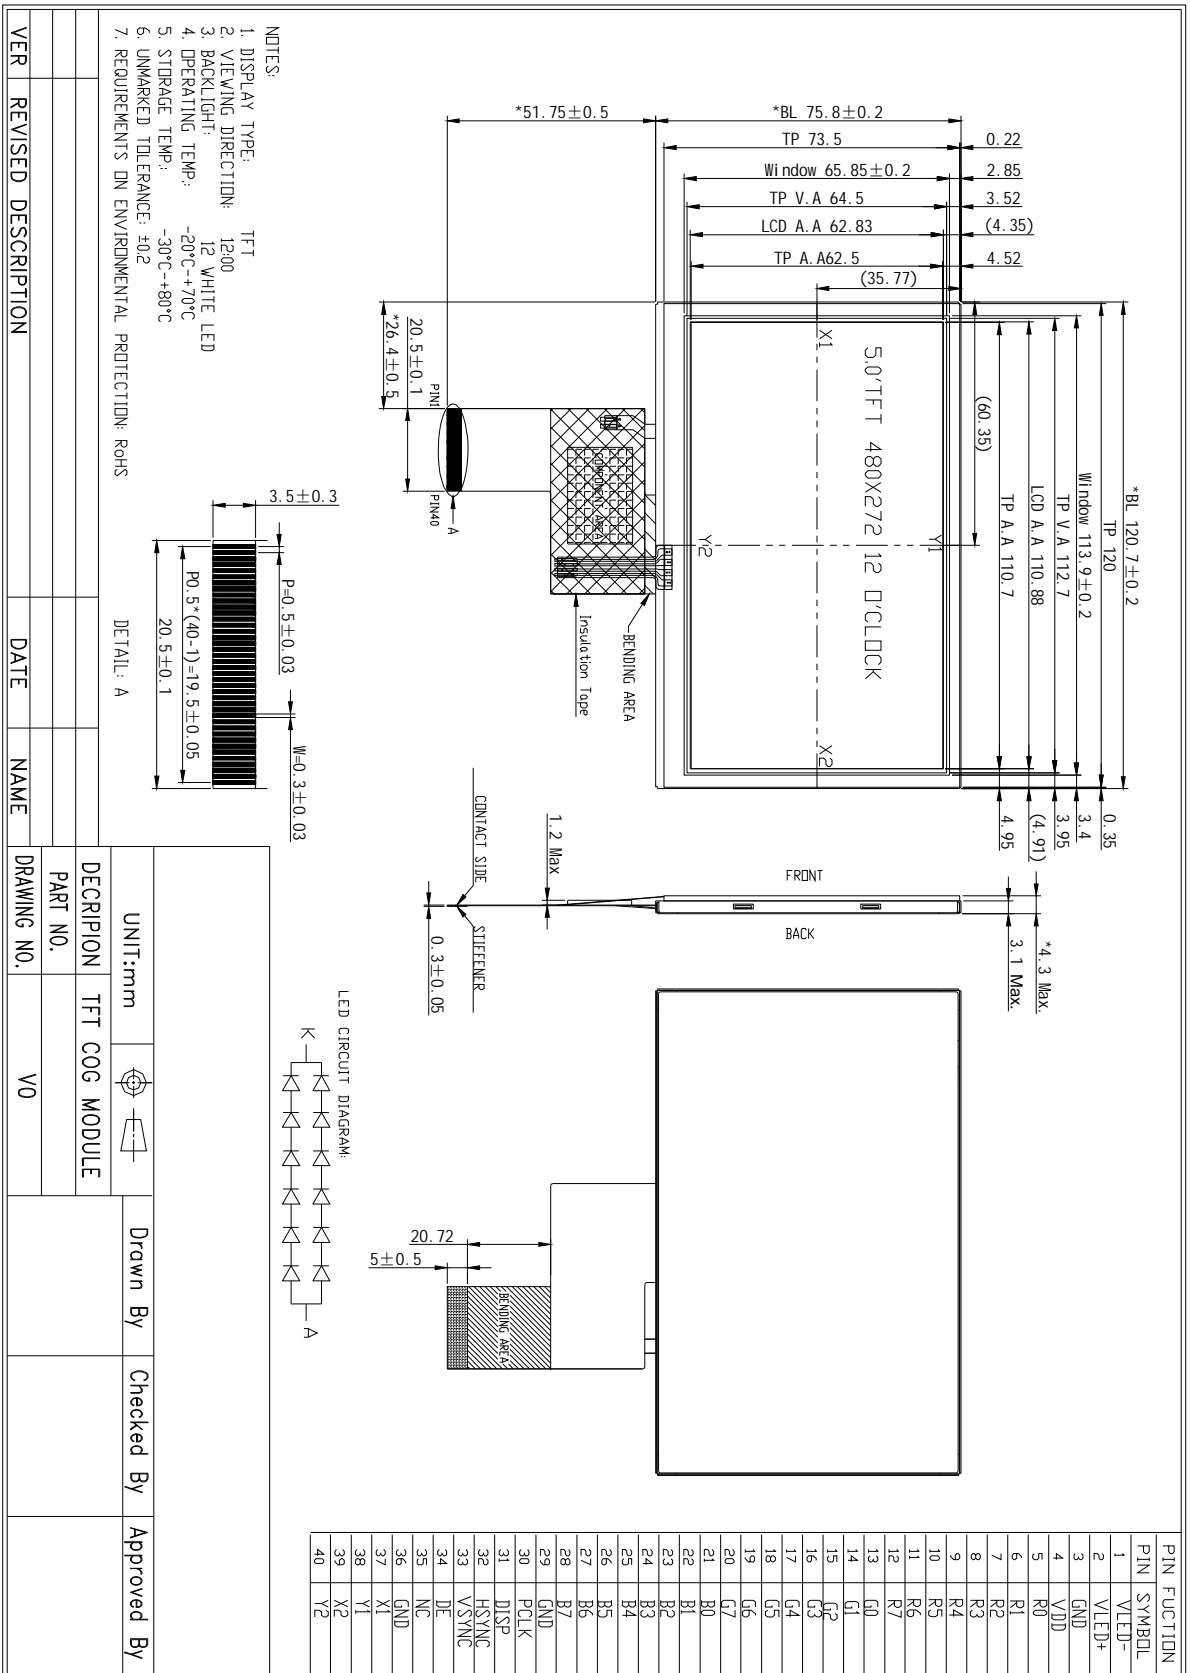 *BL 120.7±0.2
TP 120
Window 113.9±0.2
TP V.A 112.7
LCD A.A 110.88
TP A.A 110.7
(60.35)
0.35
3.4
3.95
(4.91)
4.95
*BL 75.8±0.2
*51.75±0.5
TP 73.5
Window 65.85±0.2
TP V.A 64.5
LCD A.A 62.83
TP A.A62.5
(35.77)
0.22
2.85
3.52
(4.35)
4.52
5.0'TFT 480X272 12 O'CLOCK
X1
X2
Y1
Y2
20.5±0.1
*26.4±0.5
PIN1
PIN40
A
COMPONENT AREA
BENDING AREA
Insulation Tape
FRONT
BACK
*4.3 Max.
3.1 Max.
1.2 Max
CONTACT SIDE
STIFFENER
0.3±0.05
20.72
5±0.5
BENDING AREA
LED CIRCUIT DIAGRAM:
K
A
3.5±0.3
P=0.5±0.03
W=0.3±0.03
P0.5*(40-1)=19.5±0.05
20.5±0.1
DETAIL: A
NOTES:
1. DISPLAY TYPE: TFT
2. VIEWING DIRECTION: 12:00
3. BACKLIGHT: 12 WHITE LED
4. OPERATING TEMP.: -20°C-+70°C
5. STORAGE TEMP.: -30°C-+80°C
6. UNMARKED TOLERANCE: ±0.2
7. REQUIREMENTS ON ENVIRONMENTAL PROTECTION: RoHS
PIN FUCTION
PIN SYMBOL
1 VLED-
2 VLED+
3 GND
4 VDD
5 R0
6 R1
7 R2
8 R3
9 R4
10 R5
11 R6
12 R7
13 G0
14 G1
15 G2
16 G3
17 G4
18 G5
19 G6
20 G7
21 B0
22 B1
23 B2
24 B3
25 B4
26 B5
27 B6
28 B7
29 GND
30 PCLK
31 DISP
32 HSYNC
33 VSYNC
34 DE
35 NC
36 GND
37 X1
38 Y1
39 X2
40 Y2
UNIT:mm
Drawn By
Checked By
Approved By
DECRIPION TFT COG MODULE
PART NO.
DRAWING NO. V0
VER REVISED DESCRIPTION DATE NAME